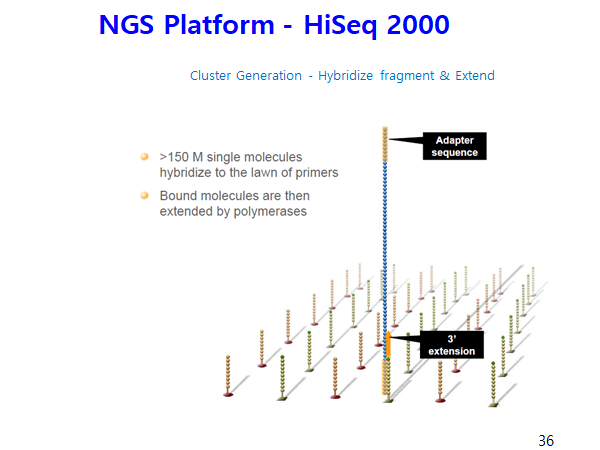 NGS Platform - HiSeq 2000
Cluster Generation - Hybridize fragment & Extend
>150 M single molecules
hybridize to the lawn of primers
Bound molecules are then
extended by polymerases
Adapter
sequence
3'
extension
36